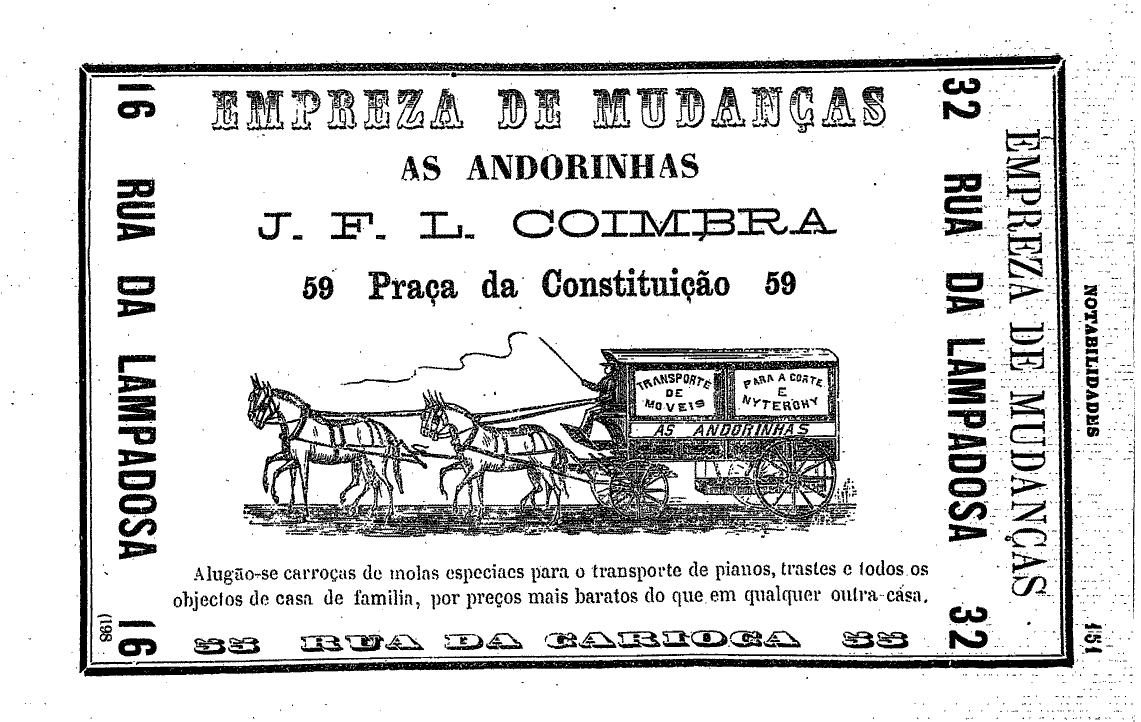 EMPREZA DE MUDANÇAS
AS ANDORINHAS
J. F. L. COIMBRA
59 Praça da Constituição 59
TRANSPORTE
DE
MOVEIS
PARA A CORTE
E
NYTEROHY
AS ANDORINHAS
Alugão-se carroças de molas especiaes para o transporte de pianos, trastes e todos os
objectos de casa de familia, por preços mais baratos do que em qualquer outra casa.
RUA DA CARIOCA
16 RUA DA LAMPADOSA 16
(198
32 RUA DA LAMPADOSA 32
EMPREZA DE MUDANÇAS
NOTABILIDADES